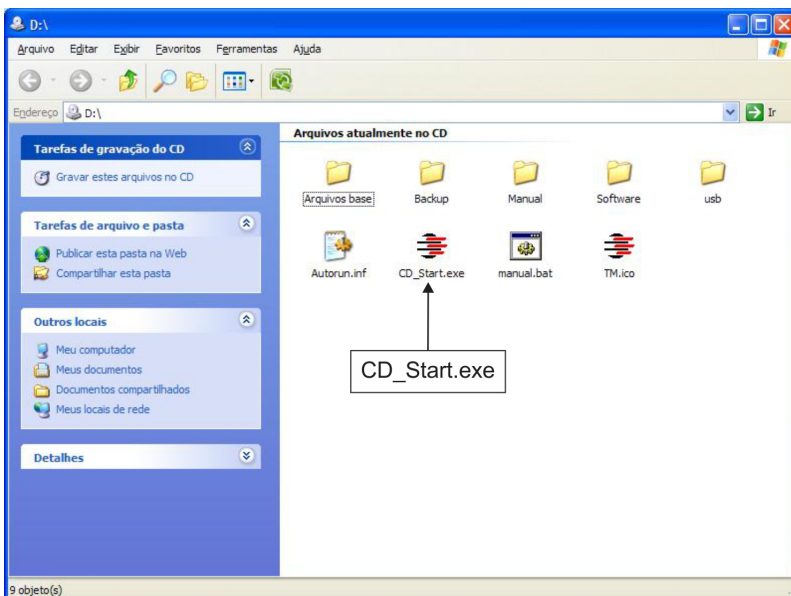 D:\
Arquivo Editar Exibir Favoritos Ferramentas Ajuda
Endereço D:\ Ir
Tarefas de gravação do CD
Gravar estes arquivos no CD
Tarefas de arquivo e pasta
Publicar esta pasta na Web
Compartilhar esta pasta
Outros locais
Meu computador
Meus documentos
Documentos compartilhados
Meus locais de rede
Detalhes
Arquivos atualmente no CD
Arquivos base Backup Manual Software usb
Autorun.inf CD_Start.exe manual.bat TM.ico
CD_Start.exe
9 objeto(s)